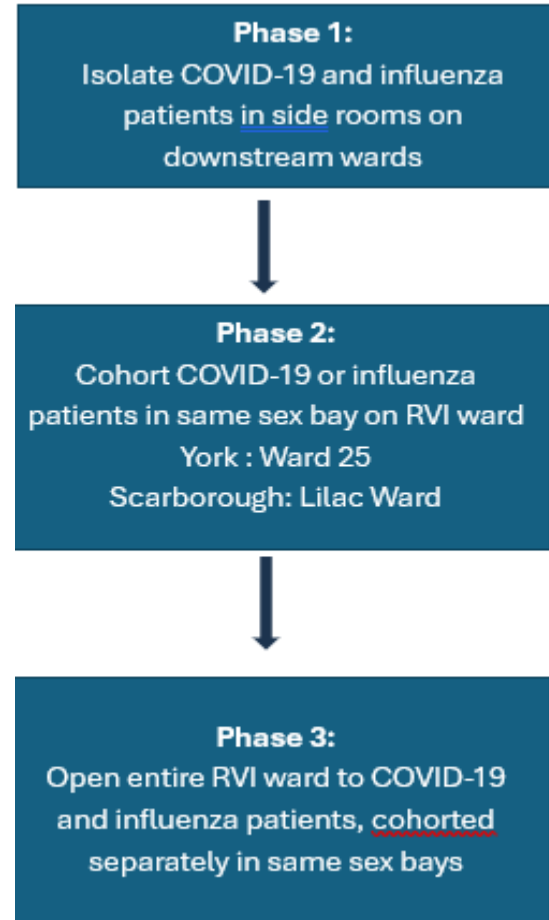 Phase 1:
Isolate COVID-19 and influenza
patients in side rooms on
downstream wards
Phase 2:
Cohort COVID-19 or influenza
patients in same sex bay on RVI ward
York : Ward 25
Scarborough: Lilac Ward
Phase 3:
Open entire RVI ward to COVID-19
and influenza patients, cohorted
separately in same sex bays